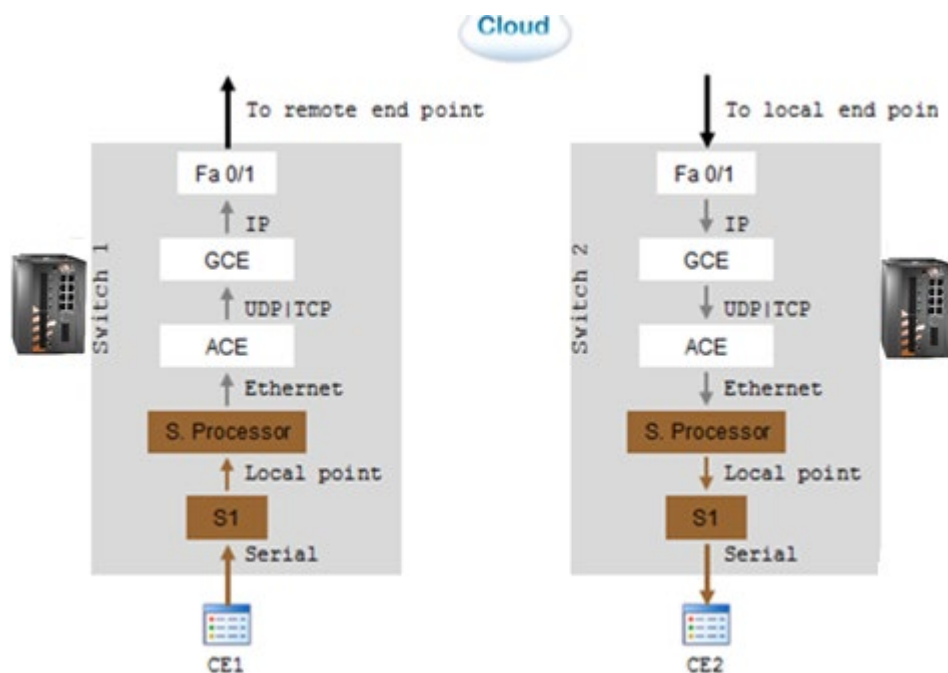 Cloud
To remote end point
Fa 0/1
IP
GCE
UDP|TCP
ACE
Ethernet
S. Processor
Local point
S1
Serial
CE1
Switch 1
To local end poin
Fa 0/1
IP
GCE
UDP|TCP
ACE
Ethernet
S. Processor
Local point
S1
Serial
CE2
Switch 2